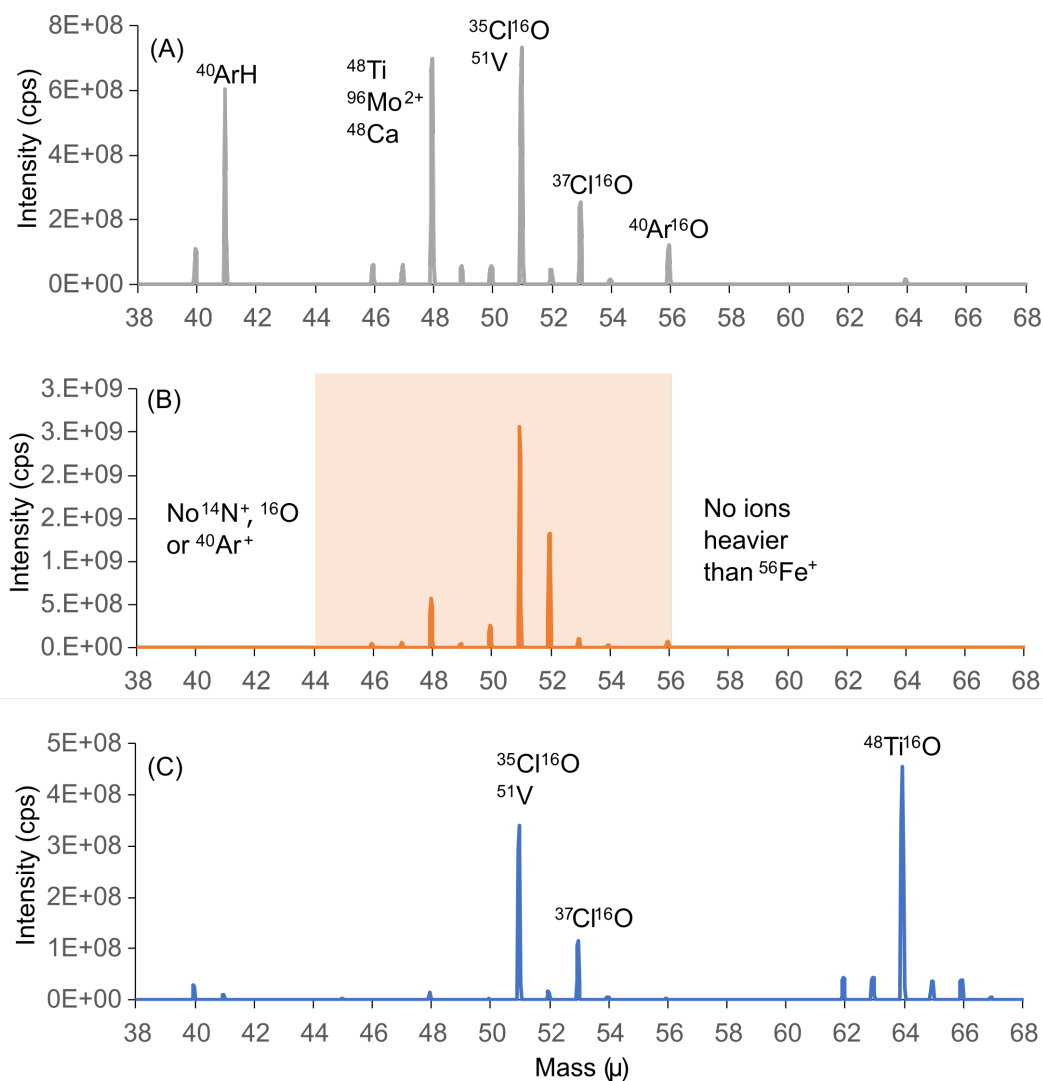 (A)
Intensity (cps)
8E+08
6E+08
4E+08
2E+08
0E+00
⁴⁰ArH
⁴⁸Ti
⁹⁶Mo²⁺
⁴⁸Ca
³⁵Cl¹⁶O
⁵¹V
³⁷Cl¹⁶O
⁴⁰Ar¹⁶O
38 40 42 44 46 48 50 52 54 56 58 60 62 64 66 68
(B)
Intensity (cps)
3.E+09
3.E+09
2.E+09
2.E+09
1.E+09
5.E+08
0.E+00
No ¹⁴N⁺, ¹⁶O
or ⁴⁰Ar⁺
No ions
heavier
than ⁵⁶Fe⁺
38 40 42 44 46 48 50 52 54 56 58 60 62 64 66 68
(C)
Intensity (cps)
5E+08
4E+08
3E+08
2E+08
1E+08
0E+00
³⁵Cl¹⁶O
⁵¹V
³⁷Cl¹⁶O
⁴⁸Ti¹⁶O
38 40 42 44 46 48 50 52 54 56 58 60 62 64 66 68
Mass (µ)